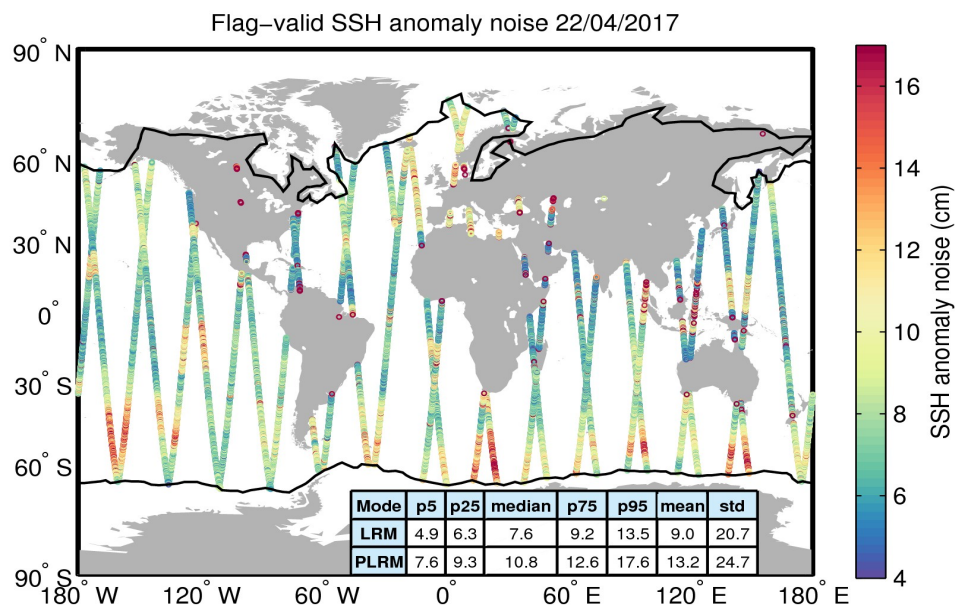 Flag−valid SSH anomaly noise 22/04/2017
90° N
60° N
30° N
0°
30° S
60° S
90° S
180° W
120° W
60° W
0°
60° E
120° E
180° E
Mode p5 p25 median p75 p95 mean std
LRM 4.9 6.3 7.6 9.2 13.5 9.0 20.7
PLRM 7.6 9.3 10.8 12.6 17.6 13.2 24.7
16
14
12
10
8
6
4
SSH anomaly noise (cm)